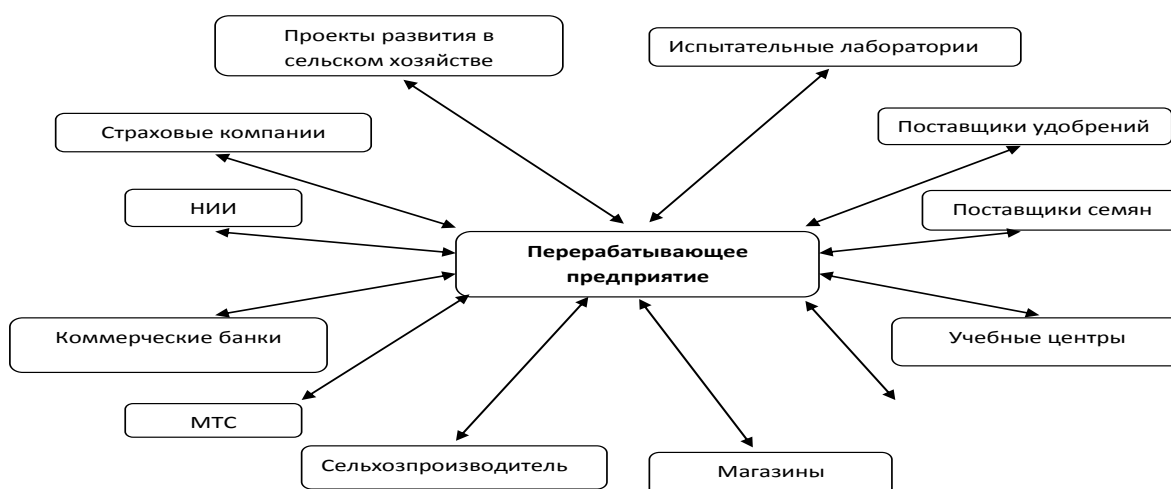 Проекты развития в
сельском хозяйстве
Испытательные лаборатории
Страховые компании
Поставщики удобрений
НИИ
Поставщики семян
Перерабатывающее
предприятие
Коммерческие банки
Учебные центры
МТС
Сельхозпроизводитель
Магазины